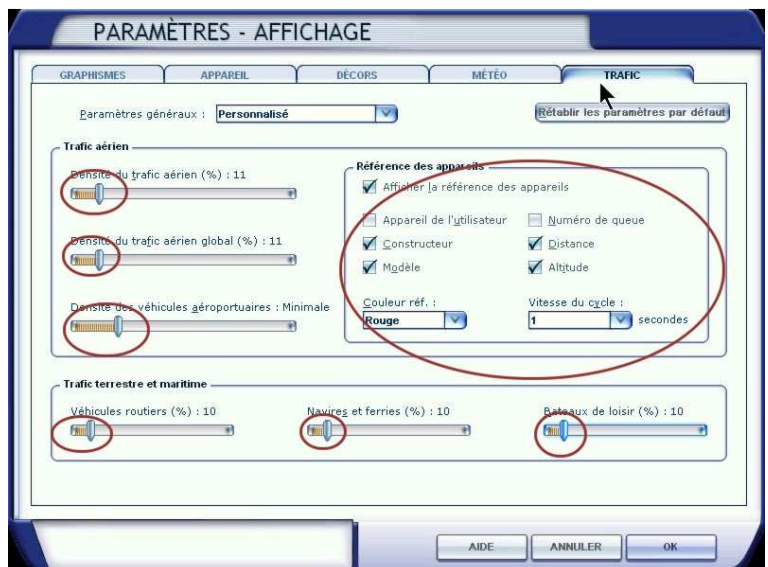 PARAMÈTRES - AFFICHAGE
GRAPHISMES APPAREIL DÉCORS MÉTÉO TRAFIC
Paramètres généraux : Personnalisé Rétablir les paramètres par défaut
Trafic aérien
Densité du trafic aérien (%) : 11
Densité du trafic aérien global (%) : 11
Densité des véhicules aéroportuaires : Minimale
Référence des appareils
Afficher la référence des appareils
Appareil de l'utilisateur Numéro de queue
Constructeur Distance
Modèle Altitude
Couleur réf. : Vitesse du cycle :
Rouge 1 secondes
Trafic terrestre et maritime
Véhicules routiers (%) : 10 Navires et ferries (%) : 10 Bateaux de loisir (%) : 10
AIDE ANNULER OK